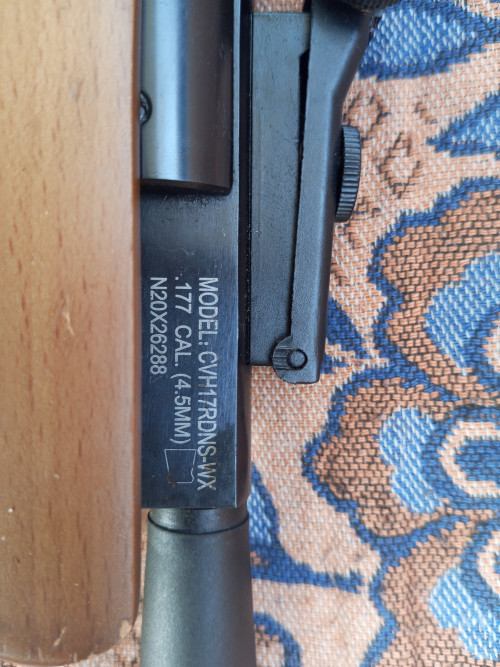 MODEL: CVH17RDNS-WX
.177 CAL. (4.5MM)
N20X26288